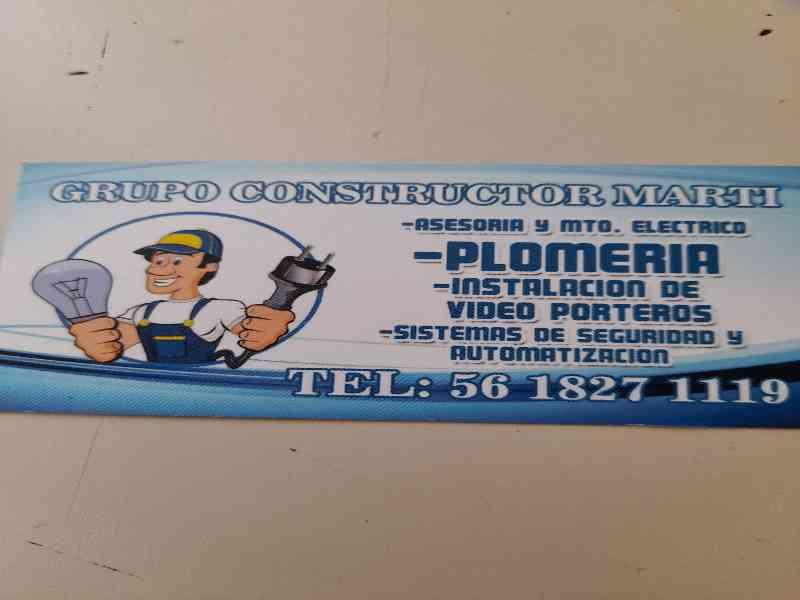 GRUPO CONSTRUCTOR MARTI
-ASESORIA Y MTO. ELECTRICO
-PLOMERIA
-INSTALACION DE
VIDEO PORTEROS
-SISTEMAS DE SEGURIDAD Y
AUTOMATIZACION
TEL: 56 1827 1119